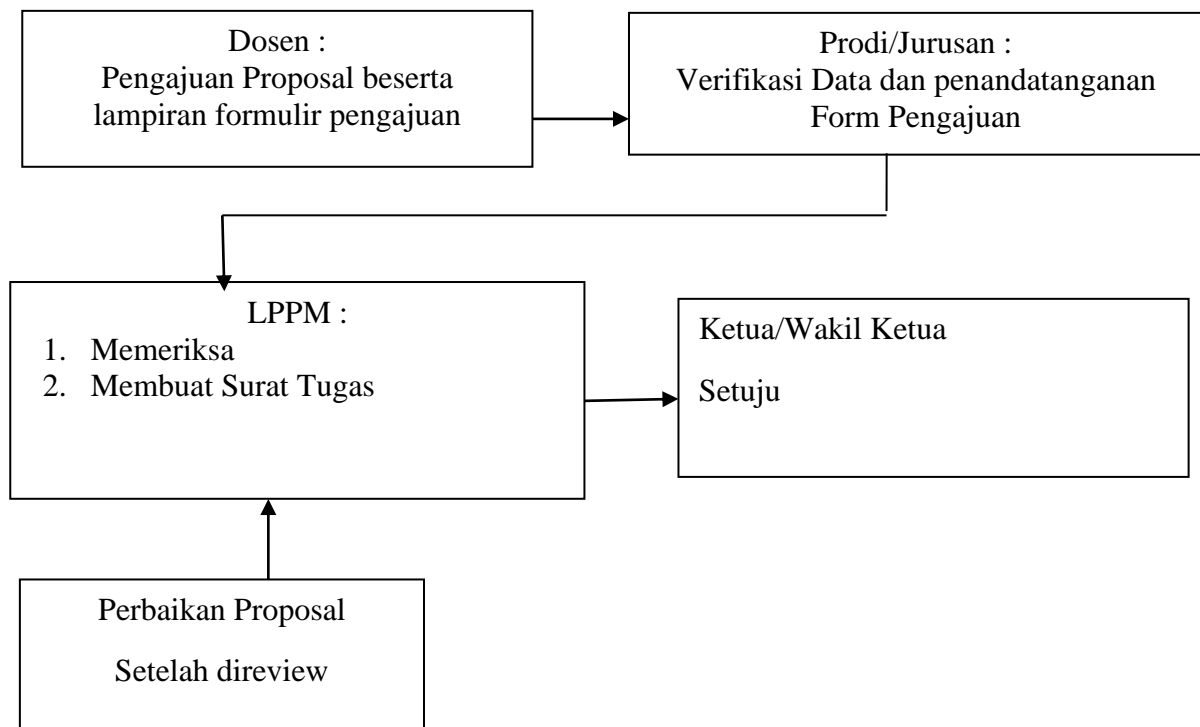 Dosen :
Pengajuan Proposal beserta
lampiran formulir pengajuan
Prodi/Jurusan :
Verifikasi Data dan penandatanganan
Form Pengajuan
LPPM :
1. Memeriksa
2. Membuat Surat Tugas
Ketua/Wakil Ketua
Setuju
Perbaikan Proposal
Setelah direview